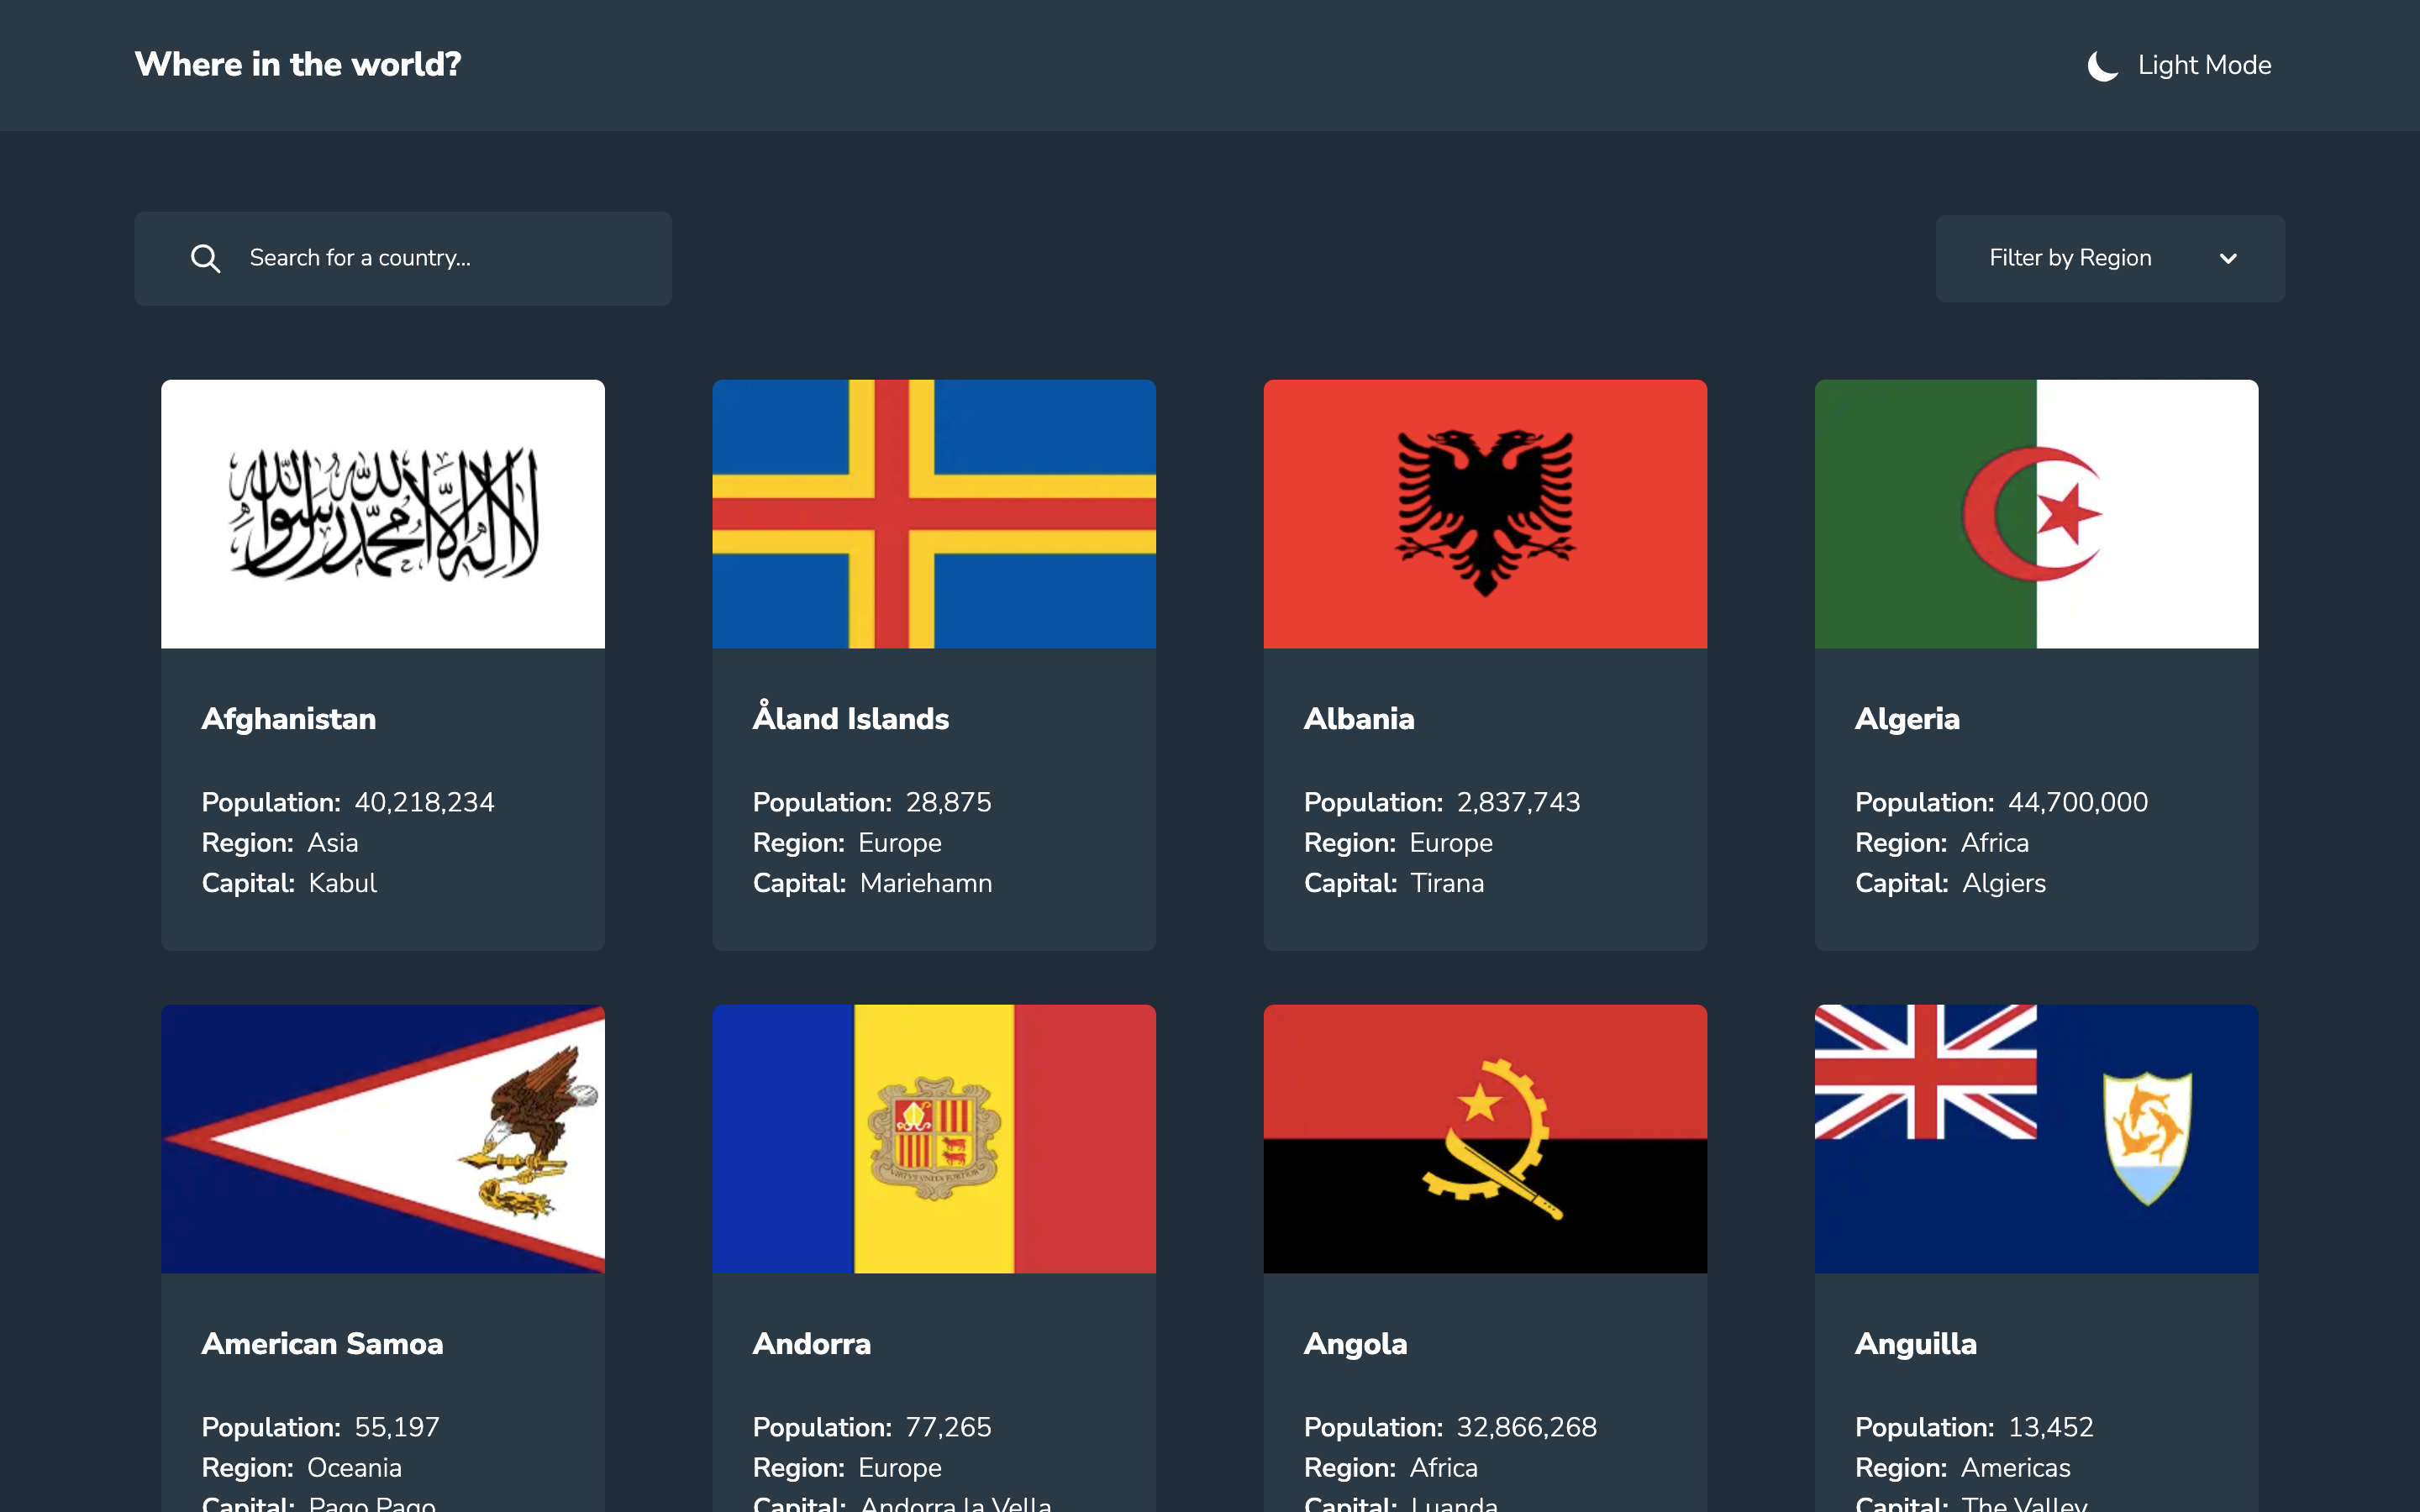 Where in the world?
Light Mode
Search for a country...
Filter by Region
لا إله إلا الله محمد رسول الله
Afghanistan
Population: 40,218,234
Region: Asia
Capital: Kabul
Åland Islands
Population: 28,875
Region: Europe
Capital: Mariehamn
Albania
Population: 2,837,743
Region: Europe
Capital: Tirana
Algeria
Population: 44,700,000
Region: Africa
Capital: Algiers
American Samoa
Population: 55,197
Region: Oceania
Capital: Pago Pago
Andorra
Population: 77,265
Region: Europe
Capital: Andorra la Vella
Angola
Population: 32,866,268
Region: Africa
Capital: Luanda
Anguilla
Population: 13,452
Region: Americas
Capital: The Valley